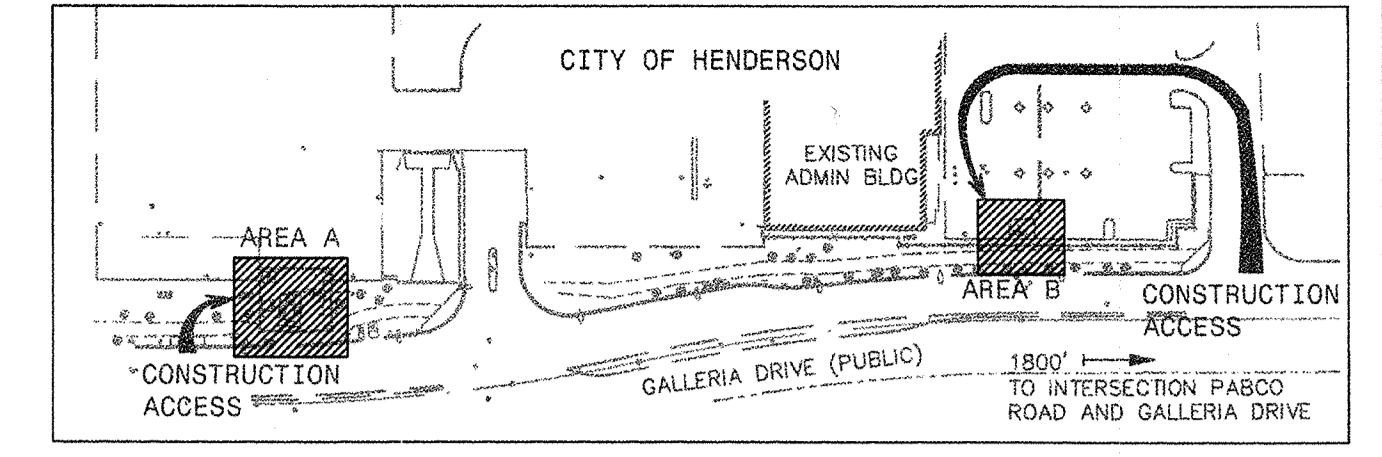 CITY OF HENDERSON
EXISTING
ADMIN BLDG
AREA A
AREA B
CONSTRUCTION
ACCESS
CONSTRUCTION
ACCESS
GALLERIA DRIVE (PUBLIC)
1800'
TO INTERSECTION PABCO
ROAD AND GALLERIA DRIVE